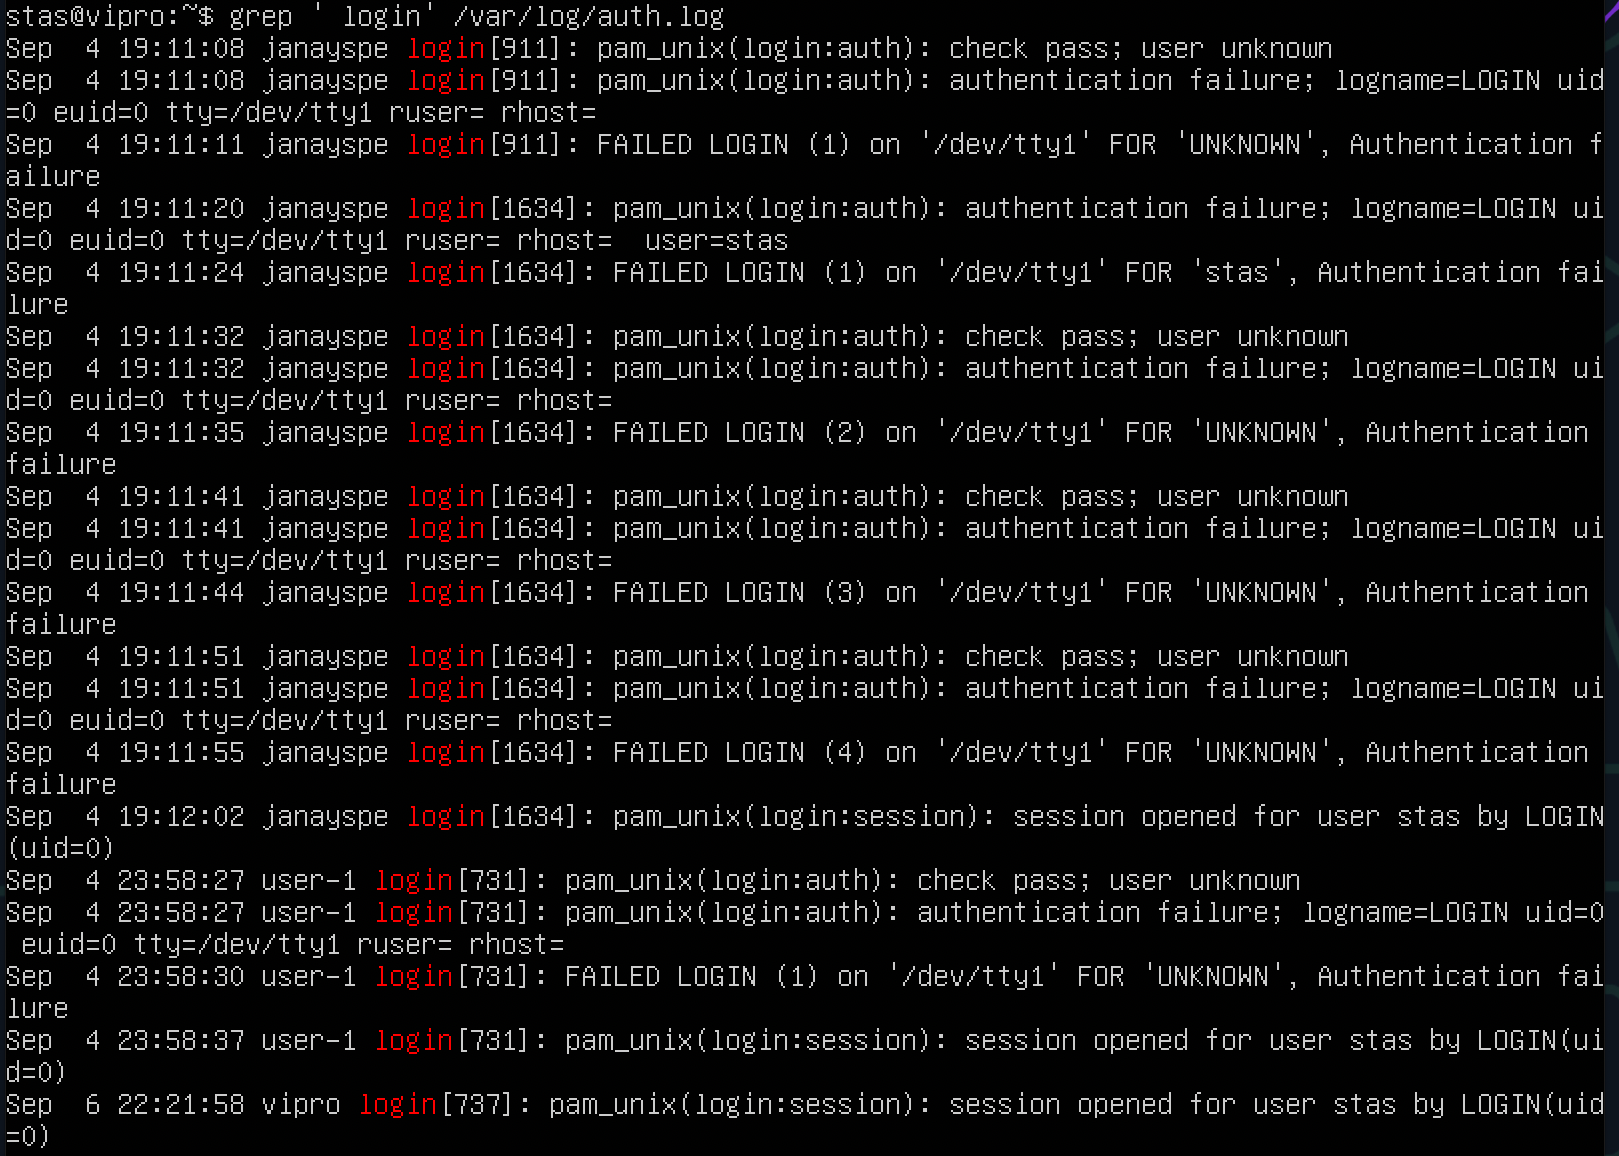 stas@vipro:~$ grep ' login' /var/log/auth.log
Sep  4 19:11:08 janayspe login[911]: pam_unix(login:auth): check pass; user unknown
Sep  4 19:11:08 janayspe login[911]: pam_unix(login:auth): authentication failure; logname=LOGIN uid
=0 euid=0 tty=/dev/tty1 ruser= rhost=
Sep  4 19:11:11 janayspe login[911]: FAILED LOGIN (1) on '/dev/tty1' FOR 'UNKNOWN', Authentication f
ailure
Sep  4 19:11:20 janayspe login[1634]: pam_unix(login:auth): authentication failure; logname=LOGIN ui
d=0 euid=0 tty=/dev/tty1 ruser= rhost=  user=stas
Sep  4 19:11:24 janayspe login[1634]: FAILED LOGIN (1) on '/dev/tty1' FOR 'stas', Authentication fai
lure
Sep  4 19:11:32 janayspe login[1634]: pam_unix(login:auth): check pass; user unknown
Sep  4 19:11:32 janayspe login[1634]: pam_unix(login:auth): authentication failure; logname=LOGIN ui
d=0 euid=0 tty=/dev/tty1 ruser= rhost=
Sep  4 19:11:35 janayspe login[1634]: FAILED LOGIN (2) on '/dev/tty1' FOR 'UNKNOWN', Authentication
failure
Sep  4 19:11:41 janayspe login[1634]: pam_unix(login:auth): check pass; user unknown
Sep  4 19:11:41 janayspe login[1634]: pam_unix(login:auth): authentication failure; logname=LOGIN ui
d=0 euid=0 tty=/dev/tty1 ruser= rhost=
Sep  4 19:11:44 janayspe login[1634]: FAILED LOGIN (3) on '/dev/tty1' FOR 'UNKNOWN', Authentication
failure
Sep  4 19:11:51 janayspe login[1634]: pam_unix(login:auth): check pass; user unknown
Sep  4 19:11:51 janayspe login[1634]: pam_unix(login:auth): authentication failure; logname=LOGIN ui
d=0 euid=0 tty=/dev/tty1 ruser= rhost=
Sep  4 19:11:55 janayspe login[1634]: FAILED LOGIN (4) on '/dev/tty1' FOR 'UNKNOWN', Authentication
failure
Sep  4 19:12:02 janayspe login[1634]: pam_unix(login:session): session opened for user stas by LOGIN
(uid=0)
Sep  4 23:58:27 user-1 login[731]: pam_unix(login:auth): check pass; user unknown
Sep  4 23:58:27 user-1 login[731]: pam_unix(login:auth): authentication failure; logname=LOGIN uid=0
 euid=0 tty=/dev/tty1 ruser= rhost=
Sep  4 23:58:30 user-1 login[731]: FAILED LOGIN (1) on '/dev/tty1' FOR 'UNKNOWN', Authentication fai
lure
Sep  4 23:58:37 user-1 login[731]: pam_unix(login:session): session opened for user stas by LOGIN(ui
d=0)
Sep  6 22:21:58 vipro login[737]: pam_unix(login:session): session opened for user stas by LOGIN(uid
=0)